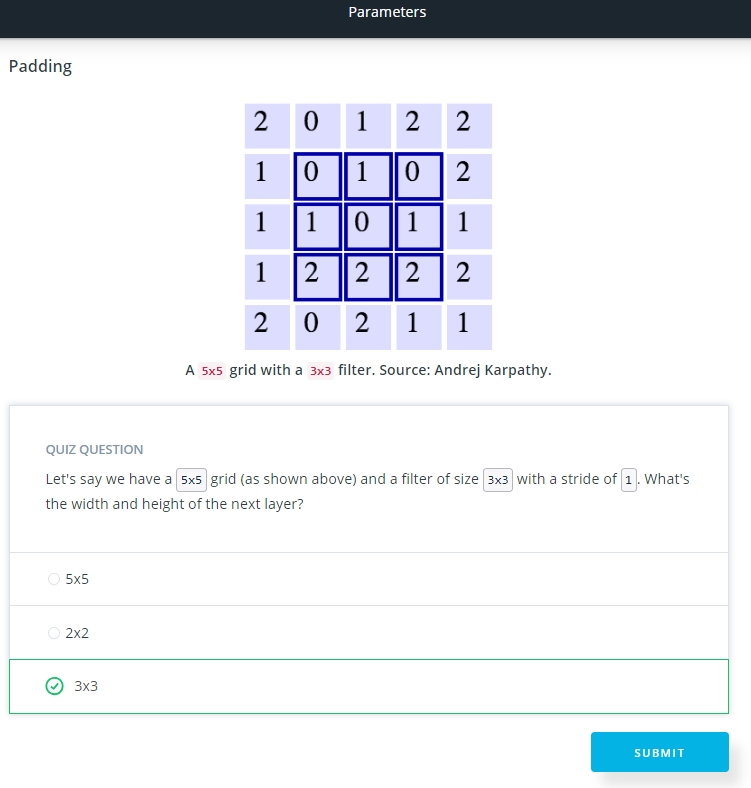 Parameters
Padding
2 0 1 2 2
1 0 1 0 2
1 1 0 1 1
1 2 2 2 2
2 0 2 1 1
A 5x5 grid with a 3x3 filter. Source: Andrej Karpathy.
QUIZ QUESTION
Let's say we have a 5x5 grid (as shown above) and a filter of size 3x3 with a stride of 1. What's
the width and height of the next layer?
5x5
2x2
3x3
SUBMIT